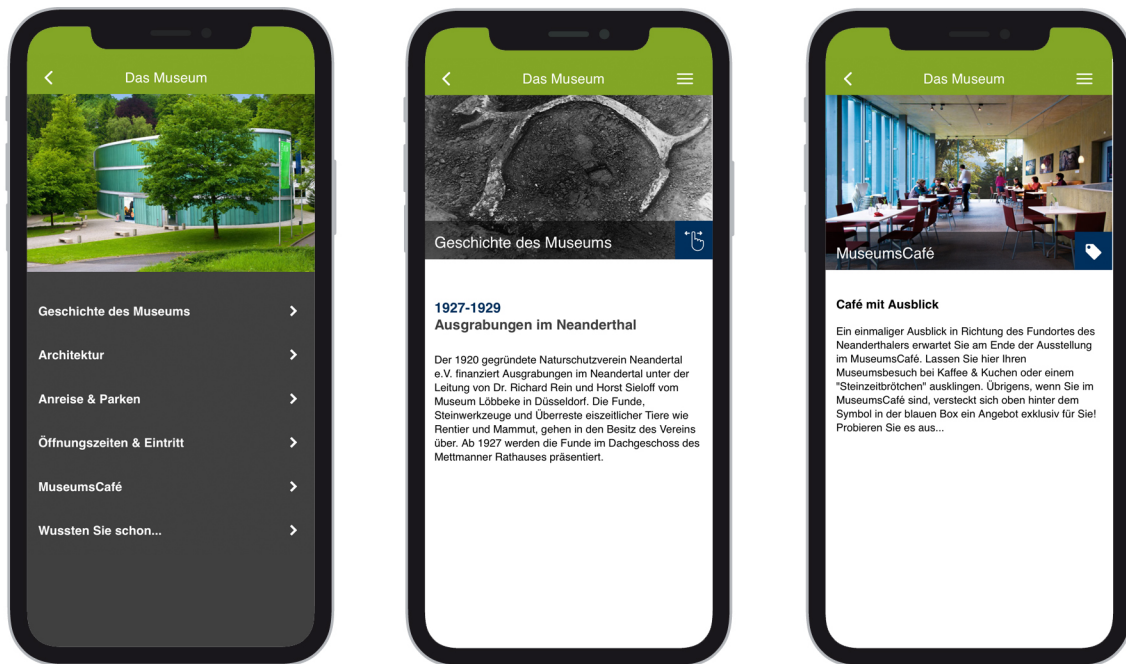 Das Museum
Geschichte des Museums
Architektur
Anreise & Parken
Öffnungszeiten & Eintritt
MuseumsCafé
Wussten Sie schon...
Das Museum
Geschichte des Museums
1927-1929
Ausgrabungen im Neanderthal
Der 1920 gegründete Naturschutzverein Neandertal
e.V. finanziert Ausgrabungen im Neandertal unter der
Leitung von Dr. Richard Rein und Horst Sieloff vom
Museum Löbbeke in Düsseldorf. Die Funde,
Steinwerkzeuge und Überreste eiszeitlicher Tiere wie
Rentier und Mammut, gehen in den Besitz des Vereins
über. Ab 1927 werden die Funde im Dachgeschoss des
Mettmanner Rathauses präsentiert.
Das Museum
MuseumsCafé
Café mit Ausblick
Ein einmaliger Ausblick in Richtung des Fundortes des
Neanderthalers erwartet Sie am Ende der Ausstellung
im MuseumsCafé. Lassen Sie hier Ihren
Museumsbesuch bei Kaffee & Kuchen oder einem
"Steinzeitbrötchen" ausklingen. Übrigens, wenn Sie im
MuseumsCafé sind, versteckt sich oben hinter dem
Symbol in der blauen Box ein Angebot exklusiv für Sie!
Probieren Sie es aus...